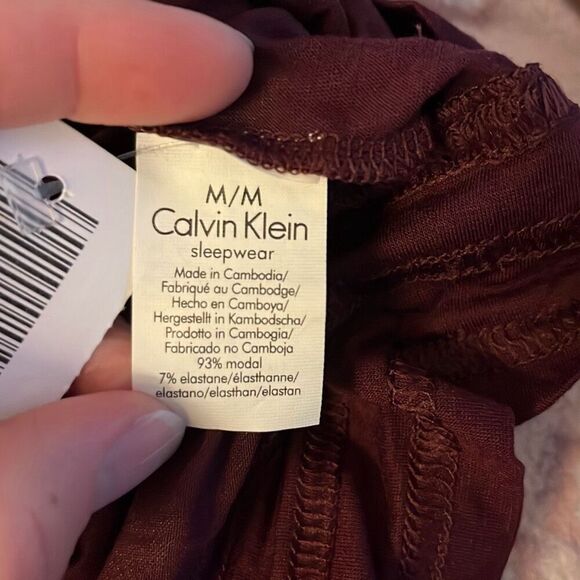 M/M
Calvin Klein
sleepwear
Made in Cambodia/
Fabriqué au Cambodge/
Hecho en Camboya/
Hergestellt in Kambodscha/
Prodotto in Cambogia/
Fabricado no Camboja
93% modal
7% elastane/élasthanne/
elastano/elasthan/elastan